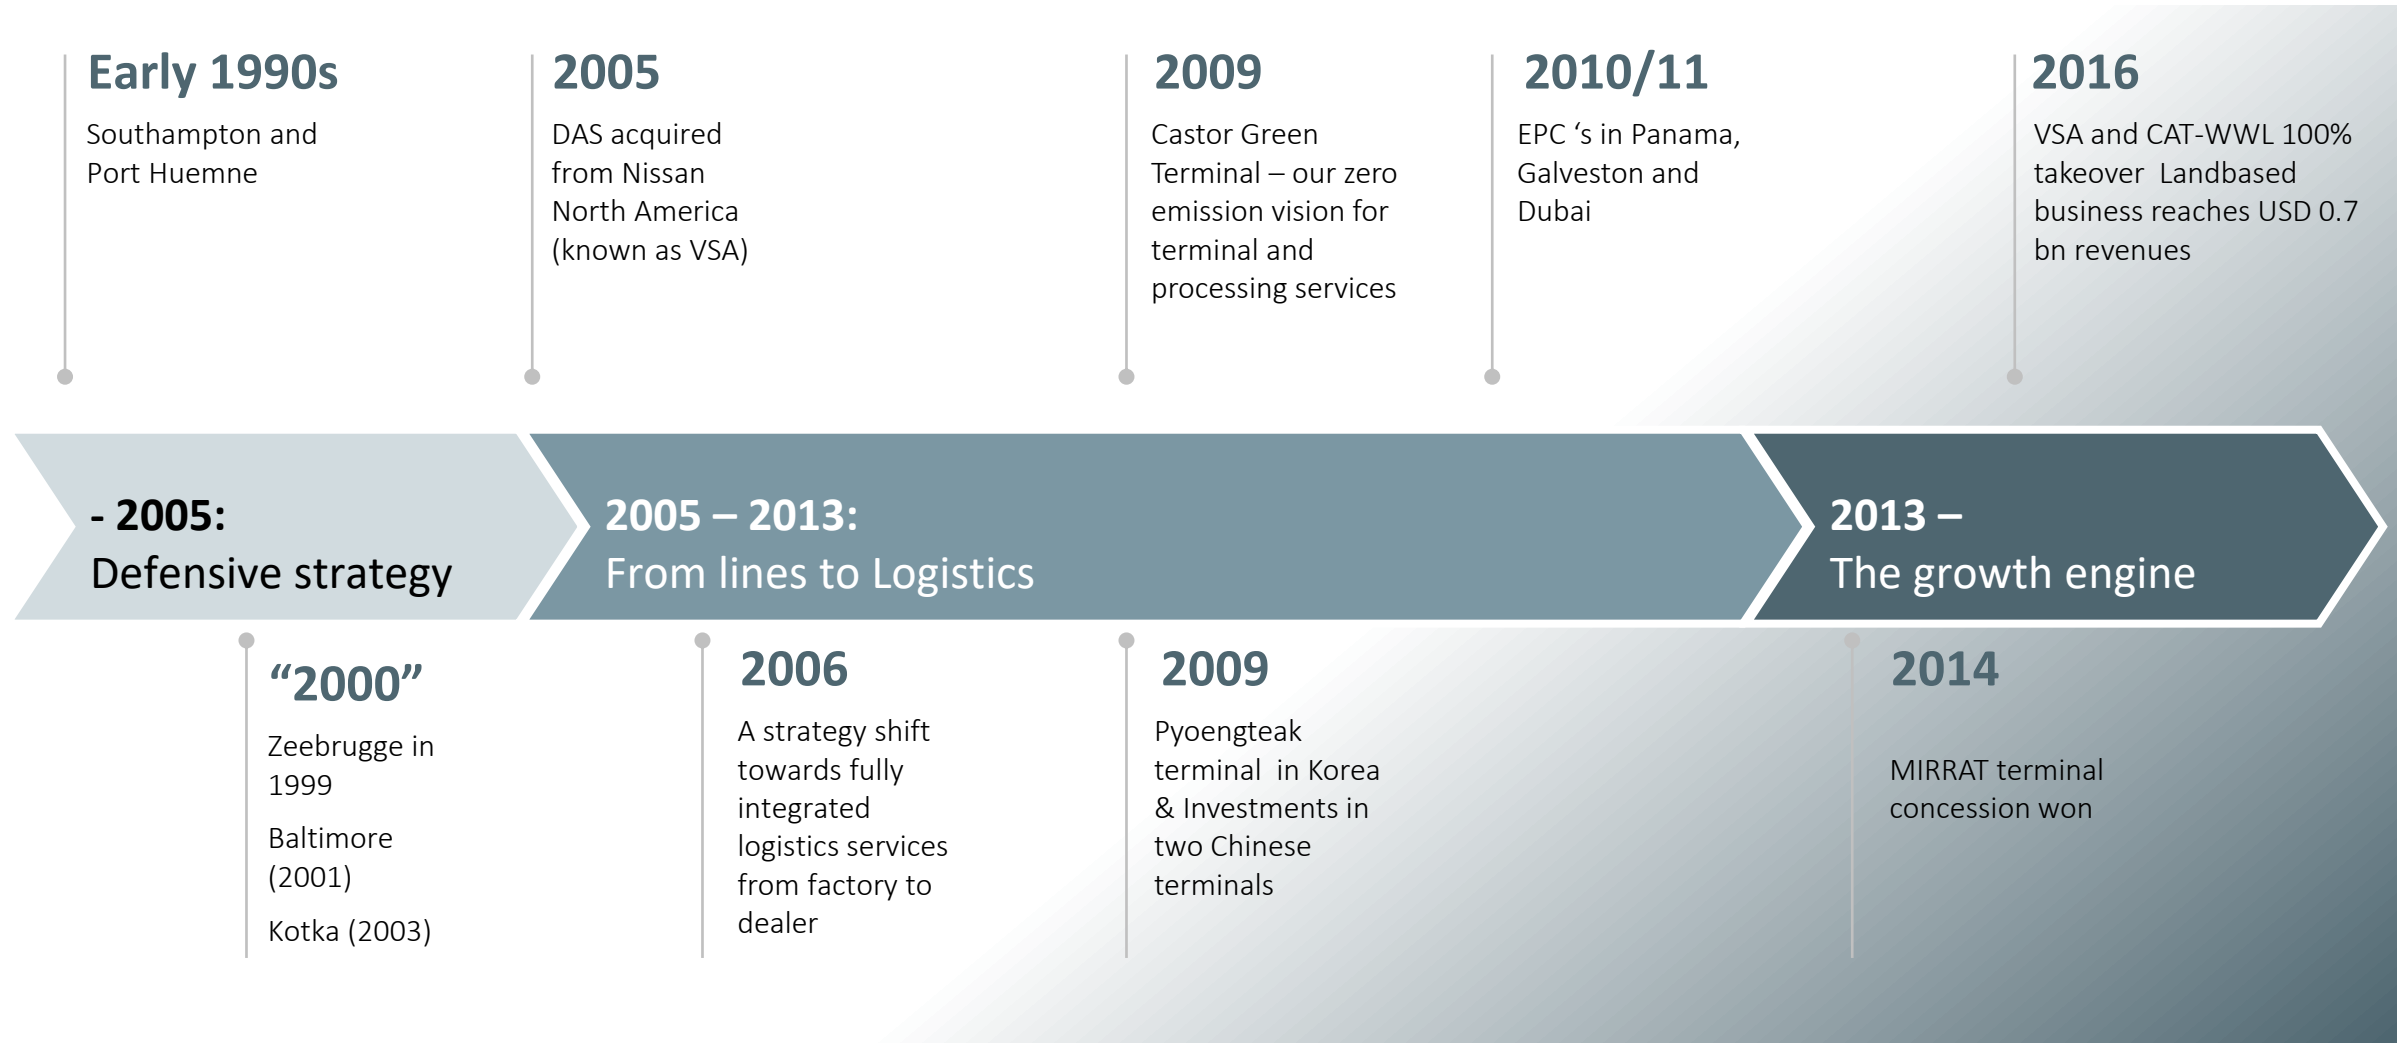 Early 1990s
Southampton and
Port Huemne
2005
DAS acquired
from Nissan
North America
(known as VSA)
2009
Castor Green
Terminal – our zero
emission vision for
terminal and
processing services
2010/11
EPC ‘s in Panama,
Galveston and
Dubai
2016
VSA and CAT-WWL 100%
takeover  Landbased
business reaches USD 0.7
bn revenues
- 2005:
Defensive strategy
2005 – 2013:
From lines to Logistics
2013 –
The growth engine
“2000”
Zeebrugge in
1999
Baltimore
(2001)
Kotka (2003)
2006
A strategy shift
towards fully
integrated
logistics services
from factory to
dealer
2009
Pyoengteak
terminal  in Korea
& Investments in
two Chinese
terminals
2014
MIRRAT terminal
concession won